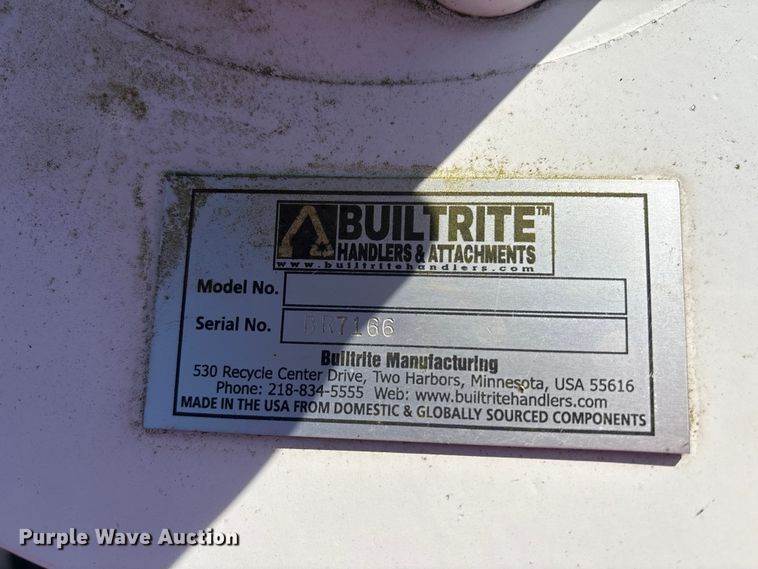 BUILTRITE™
HANDLERS & ATTACHMENTS
www.builtritehandlers.com
Model No.
Serial No. BR7166
Builtrite Manufacturing
530 Recycle Center Drive, Two Harbors, Minnesota, USA 55616
Phone: 218-834-5555 Web: www.builtritehandlers.com
MADE IN THE USA FROM DOMESTIC & GLOBALLY SOURCED COMPONENTS
Purple Wave Auction®